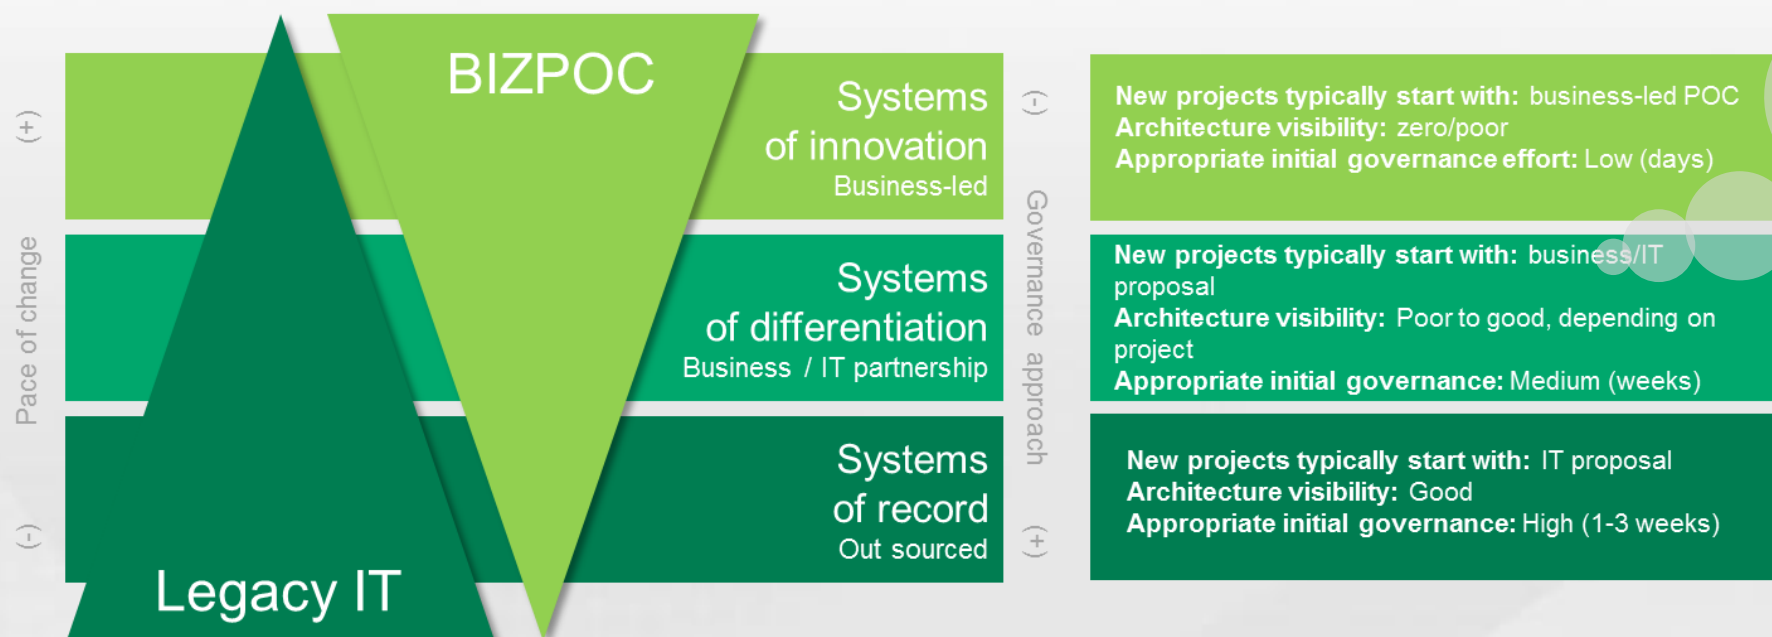 BIZPOC
Legacy IT
(+)
Pace of change
(-)
Systems
of innovation
Business-led
Systems
of differentiation
Business / IT partnership
Systems
of record
Out sourced
(-)
Governance approach
(+)
New projects typically start with: business-led POC
Architecture visibility: zero/poor
Appropriate initial governance effort: Low (days)
New projects typically start with: business/IT
proposal
Architecture visibility: Poor to good, depending on
project
Appropriate initial governance: Medium (weeks)
New projects typically start with: IT proposal
Architecture visibility: Good
Appropriate initial governance: High (1-3 weeks)